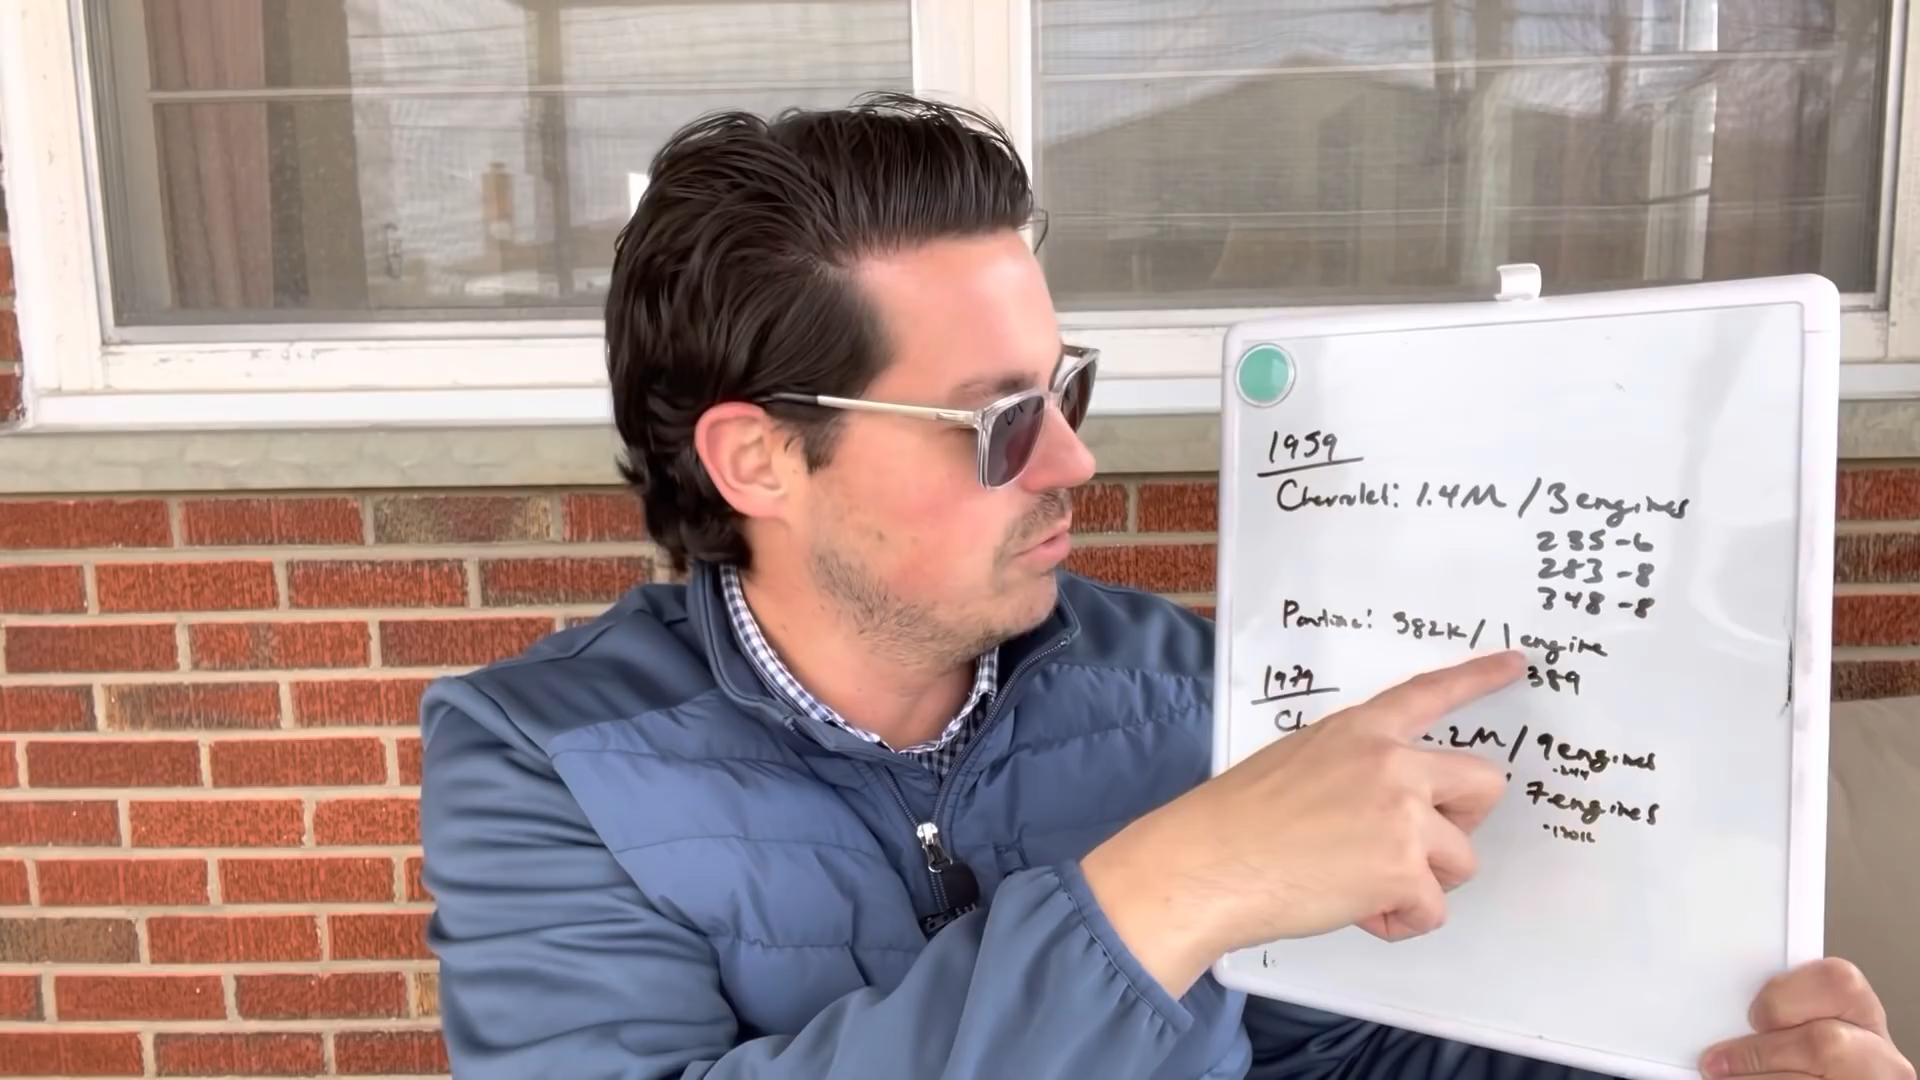 1959
Chevrolet: 1.4M / 3 engines
235-6
283-8
348-8
Pontiac: 382K / 1 engine
389
1979
.2M / 9 engines
7 engines